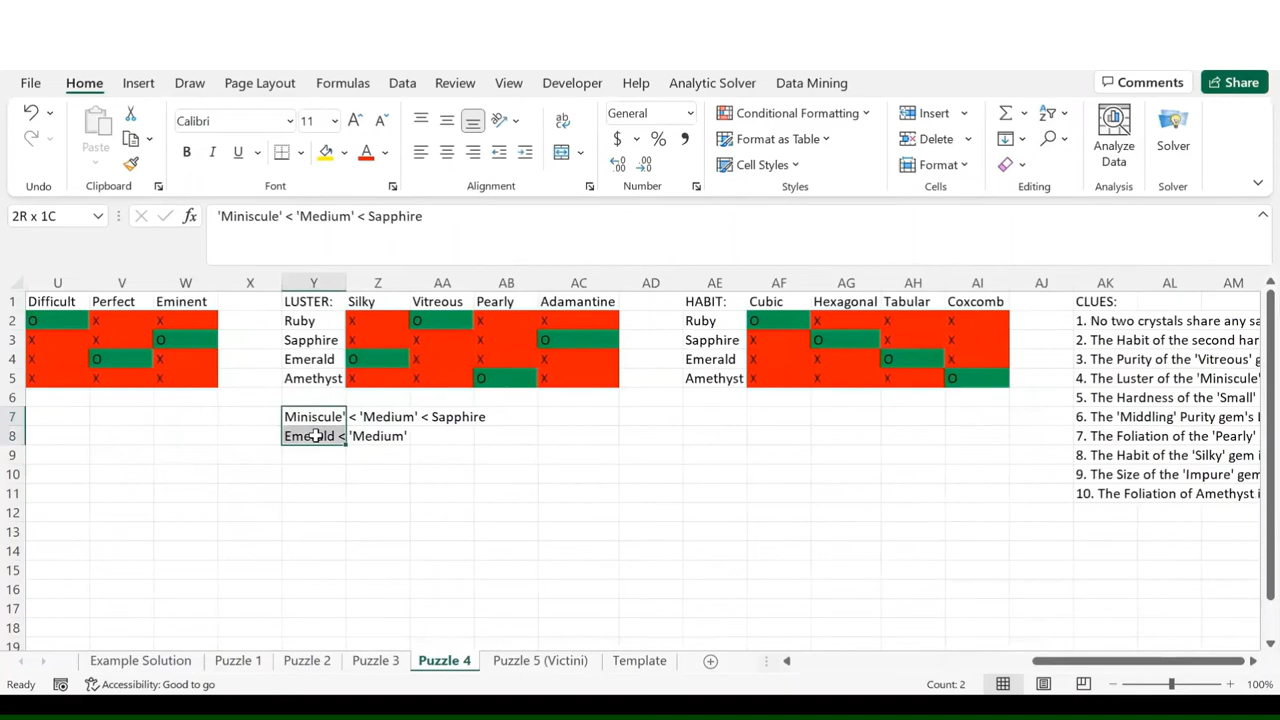 File Home Insert Draw Page Layout Formulas Data Review View Developer Help Analytic Solver Data Mining Comments Share
Calibri 11 General Conditional Formatting Insert
Paste B I U A $ % Format as Table Delete Analyze Data Solver
Cell Styles Format
Undo Clipboard Font Alignment Number Styles Cells Editing Analysis Solver
2R x 1C fx 'Miniscule' < 'Medium' < Sapphire
U V W X Y Z AA AB AC AD AE AF AG AH AI AJ AK AL AM
1 Difficult Perfect Eminent LUSTER: Silky Vitreous Pearly Adamantine HABIT: Cubic Hexagonal Tabular Coxcomb CLUES:
2 O X X Ruby X O X X Ruby O X X X 1. No two crystals share any sa
3 X X O Sapphire X X X O Sapphire X O X X 2. The Habit of the second har
4 X O X Emerald O X X X Emerald X X O X 3. The Purity of the 'Vitreous' g
5 X X X Amethyst X X O X Amethyst X X X O 4. The Luster of the 'Miniscule'
6 5. The Hardness of the 'Small'
7 Miniscule' < 'Medium' < Sapphire 6. The 'Middling' Purity gem's
8 Emerald < 'Medium' 7. The Foliation of the 'Pearly'
9 8. The Habit of the 'Silky' gem i
10 9. The Size of the 'Impure' gem
11 10. The Foliation of Amethyst i
12
13
14
15
16
17
18
19
Example Solution Puzzle 1 Puzzle 2 Puzzle 3 Puzzle 4 Puzzle 5 (Victini) Template
Ready Accessibility: Good to go Count: 2 100%